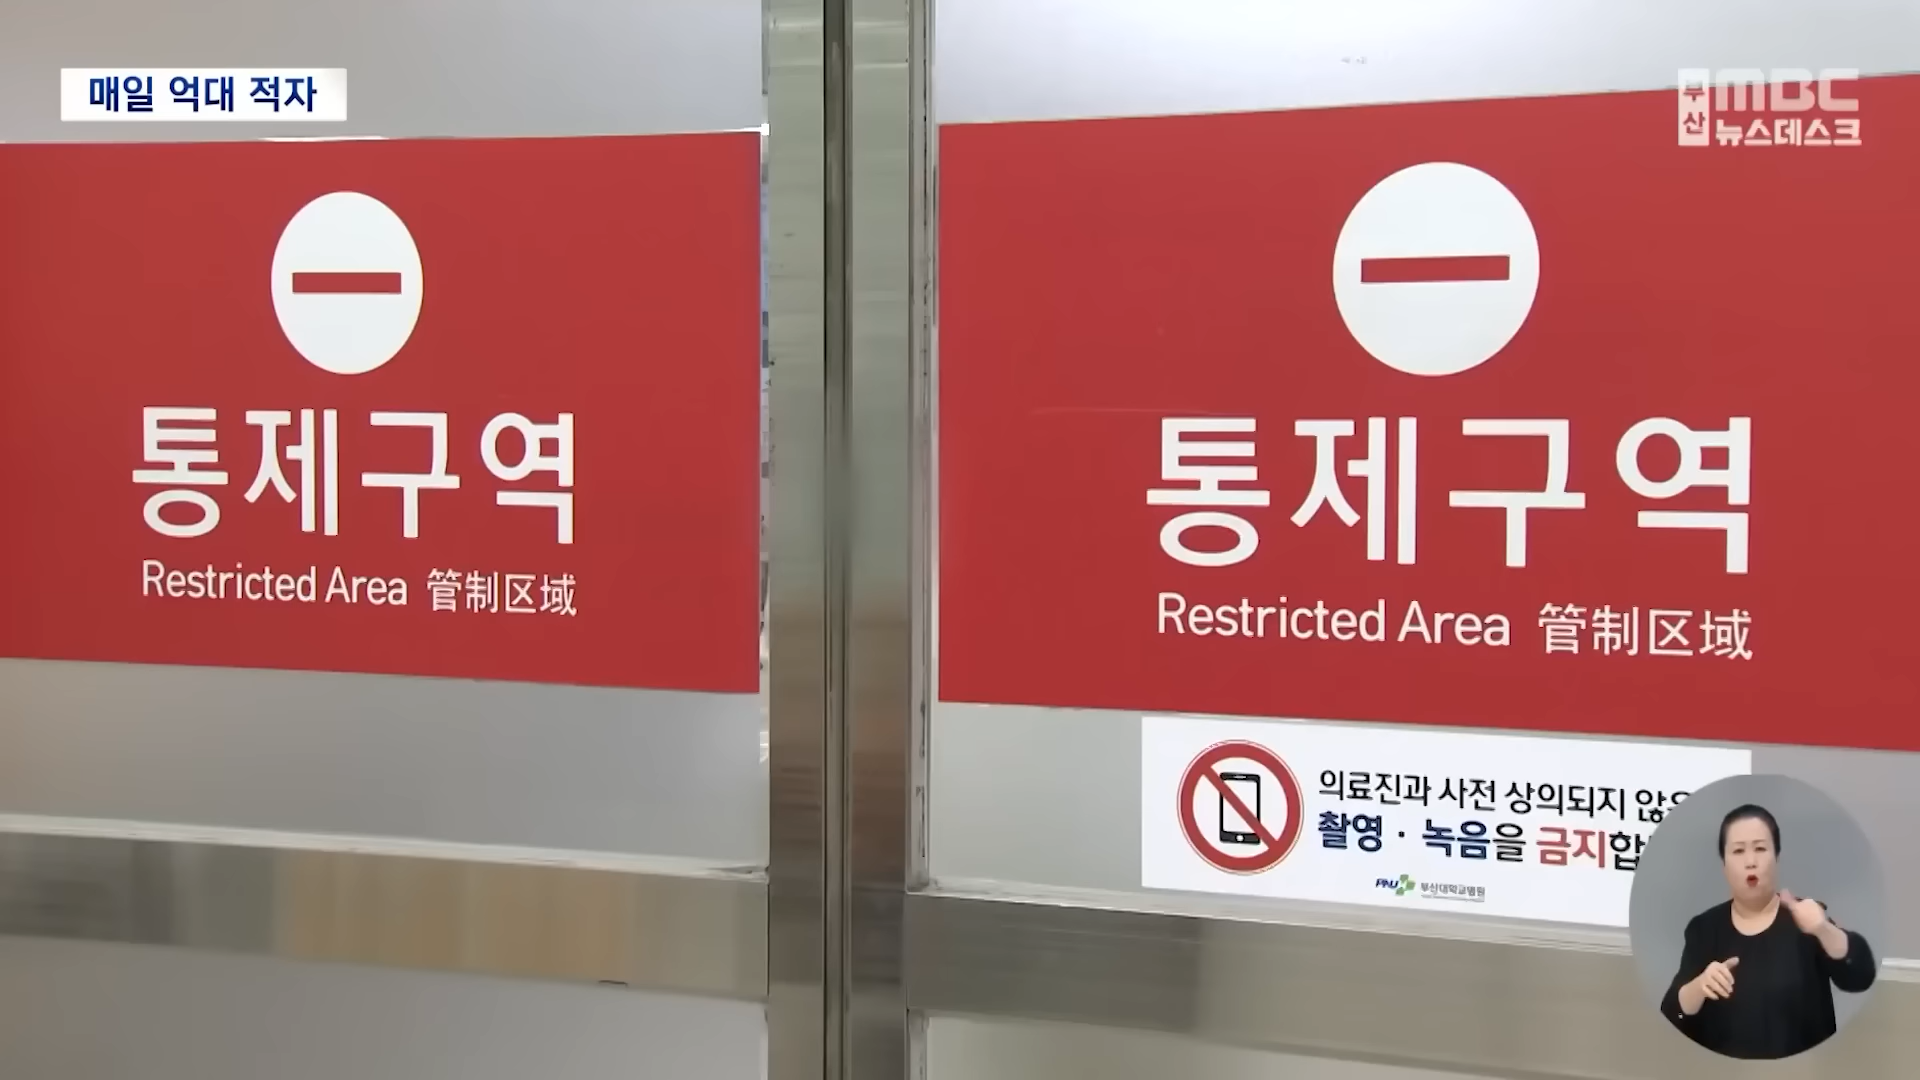 매일 억대 적자
부산
MBC
뉴스데스크
통제구역
Restricted Area 管制区域
통제구역
Restricted Area 管制区域
의료진과 사전 상의되지
촬영 · 녹음을 금지합
PNU 부산대학교병원